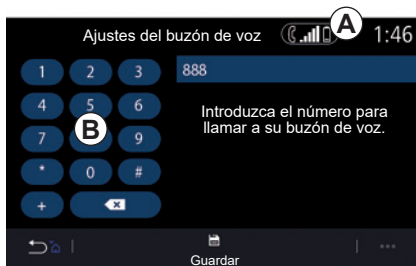 Ajustes del buzón de voz A 1:46
1 2 3 888
4 5 6 Introduzca el número para
llamar a su buzón de voz.
7 B 9
* 0 #
+
Guardar